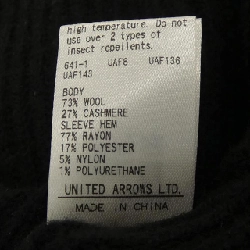 high temperature. Do not
use over 2 types of
insect repellents.
641-1 UAF8 UAF136
UAF140
BODY
73% WOOL
27% CASHMERE
SLEEVE HEM
77% RAYON
17% POLYESTER
5% NYLON
1% POLYURETHANE
UNITED ARROWS LTD.
MADE IN CHINA